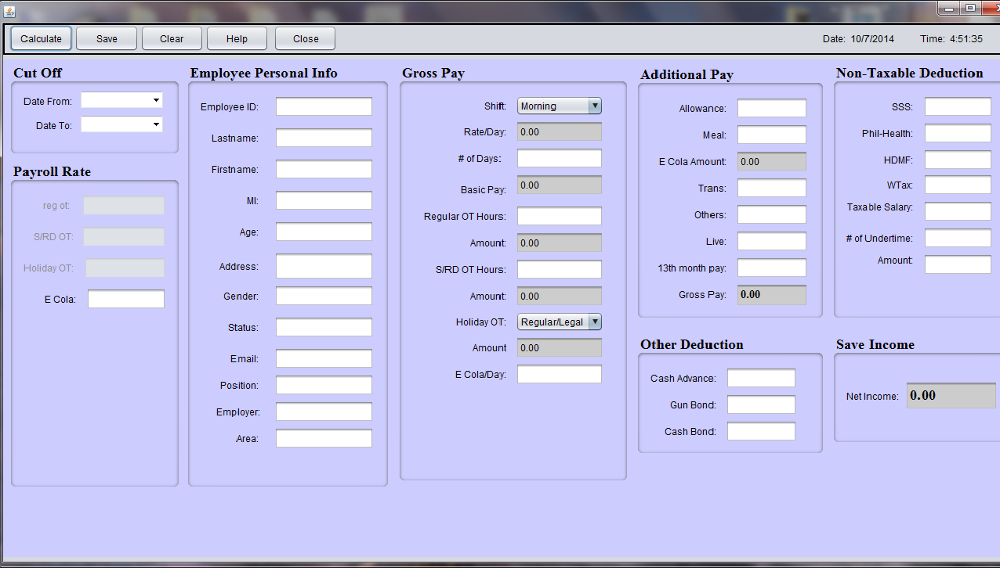 Calculate Save Clear Help Close Date: 10/7/2014 Time: 4:51:35
Cut Off
Date From:
Date To:
Payroll Rate
reg ot:
S/RD OT:
Holiday OT:
E Cola:
Employee Personal Info
Employee ID:
Lastname:
Firstname:
MI:
Age:
Address:
Gender:
Status:
Email:
Position:
Employer:
Area:
Gross Pay
Shift: Morning
Rate/Day: 0.00
# of Days:
Basic Pay: 0.00
Regular OT Hours:
Amount: 0.00
S/RD OT Hours:
Amount: 0.00
Holiday OT: Regular/Legal
Amount 0.00
E Cola/Day:
Additional Pay
Allowance:
Meal:
E Cola Amount: 0.00
Trans:
Others:
Live:
13th month pay:
Gross Pay: 0.00
Other Deduction
Cash Advance:
Gun Bond:
Cash Bond:
Non-Taxable Deduction
SSS:
Phil-Health:
HDMF:
WTax:
Taxable Salary:
# of Undertime:
Amount:
Save Income
Net Income: 0.00